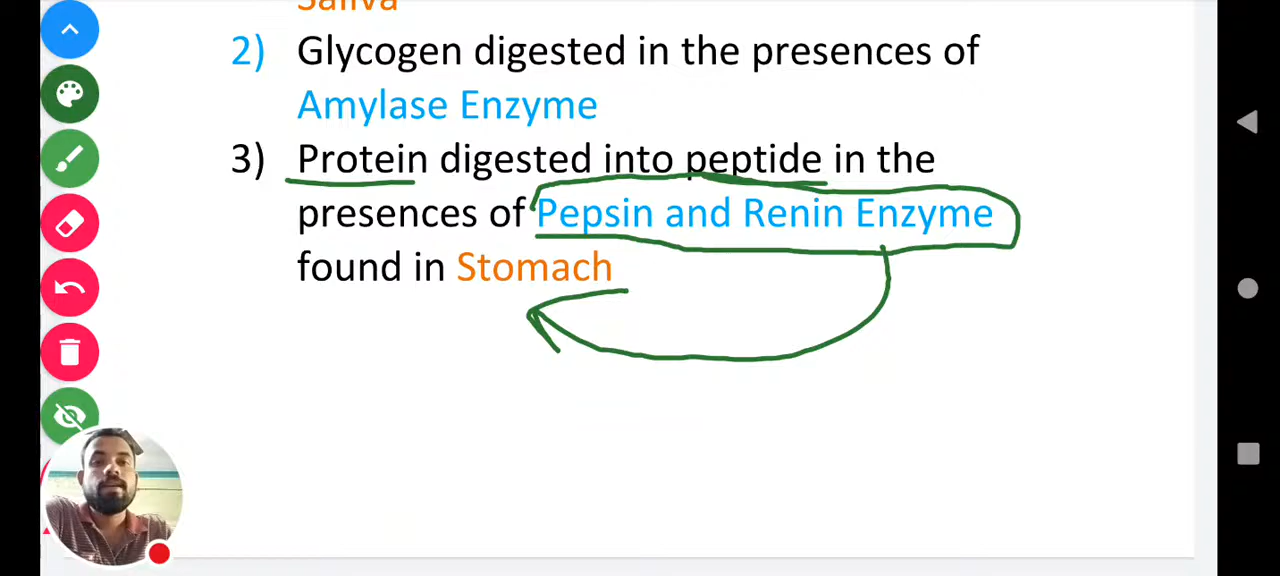 Saliva
2) Glycogen digested in the presences of
Amylase Enzyme
3) Protein digested into peptide in the
presences of Pepsin and Renin Enzyme
found in Stomach